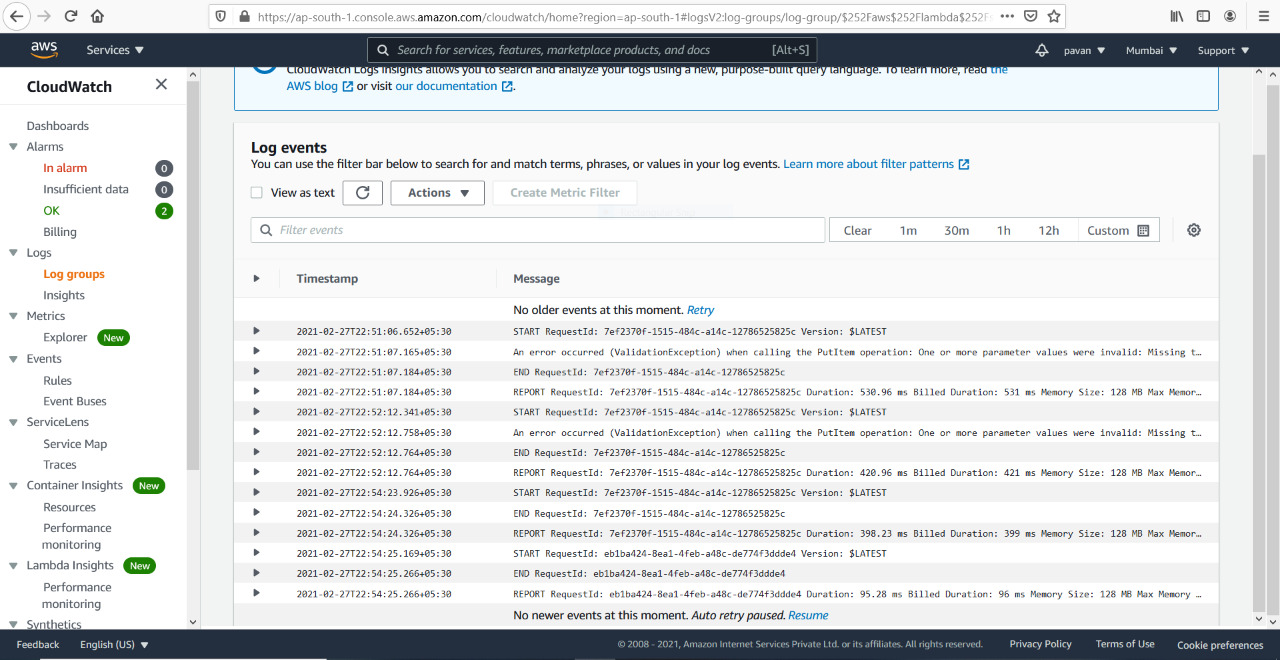 https://ap-south-1.console.aws.amazon.com/cloudwatch/home?region=ap-south-1#logsV2:log-groups/log-group/$252Faws$252Flambda$252F
aws Services Search for services, features, marketplace products, and docs [Alt+S] pavan Mumbai Support
CloudWatch
Dashboards
Alarms
In alarm 0
Insufficient data 0
OK 2
Billing
Logs
Log groups
Insights
Metrics
Explorer New
Events
Rules
Event Buses
ServiceLens
Service Map
Traces
Container Insights New
Resources
Performance
monitoring
Lambda Insights New
Performance
monitoring
Synthetics
CloudWatch Logs Insights allows you to search and analyze your logs using a new, purpose-built query language. To learn more, read the
AWS blog or visit our documentation.
Log events
You can use the filter bar below to search for and match terms, phrases, or values in your log events. Learn more about filter patterns
View as text Actions Create Metric Filter
Filter events Clear 1m 30m 1h 12h Custom
Timestamp Message
No older events at this moment. Retry
2021-02-27T22:51:06.652+05:30 START RequestId: 7ef2370f-1515-484c-a14c-12786525825c Version: $LATEST
2021-02-27T22:51:07.165+05:30 An error occurred (ValidationException) when calling the PutItem operation: One or more parameter values were invalid: Missing t…
2021-02-27T22:51:07.184+05:30 END RequestId: 7ef2370f-1515-484c-a14c-12786525825c
2021-02-27T22:51:07.184+05:30 REPORT RequestId: 7ef2370f-1515-484c-a14c-12786525825c Duration: 530.96 ms Billed Duration: 531 ms Memory Size: 128 MB Max Memor…
2021-02-27T22:52:12.341+05:30 START RequestId: 7ef2370f-1515-484c-a14c-12786525825c Version: $LATEST
2021-02-27T22:52:12.758+05:30 An error occurred (ValidationException) when calling the PutItem operation: One or more parameter values were invalid: Missing t…
2021-02-27T22:52:12.764+05:30 END RequestId: 7ef2370f-1515-484c-a14c-12786525825c
2021-02-27T22:52:12.764+05:30 REPORT RequestId: 7ef2370f-1515-484c-a14c-12786525825c Duration: 420.96 ms Billed Duration: 421 ms Memory Size: 128 MB Max Memor…
2021-02-27T22:54:23.926+05:30 START RequestId: 7ef2370f-1515-484c-a14c-12786525825c Version: $LATEST
2021-02-27T22:54:24.326+05:30 END RequestId: 7ef2370f-1515-484c-a14c-12786525825c
2021-02-27T22:54:24.326+05:30 REPORT RequestId: 7ef2370f-1515-484c-a14c-12786525825c Duration: 398.23 ms Billed Duration: 399 ms Memory Size: 128 MB Max Memor…
2021-02-27T22:54:25.169+05:30 START RequestId: eb1ba424-8ea1-4feb-a48c-de774f3ddde4 Version: $LATEST
2021-02-27T22:54:25.266+05:30 END RequestId: eb1ba424-8ea1-4feb-a48c-de774f3ddde4
2021-02-27T22:54:25.266+05:30 REPORT RequestId: eb1ba424-8ea1-4feb-a48c-de774f3ddde4 Duration: 95.28 ms Billed Duration: 96 ms Memory Size: 128 MB Max Memory …
No newer events at this moment. Auto retry paused. Resume
Feedback English (US) © 2008 - 2021, Amazon Internet Services Private Ltd. or its affiliates. All rights reserved. Privacy Policy Terms of Use Cookie preferences